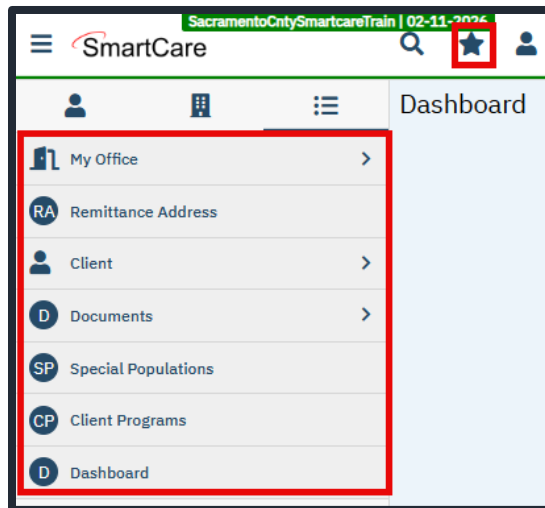 SacramentoCntySmartcareTrain | 02-11-2026
SmartCare
Dashboard
My Office
RA Remittance Address
Client
D Documents
SP Special Populations
CP Client Programs
D Dashboard